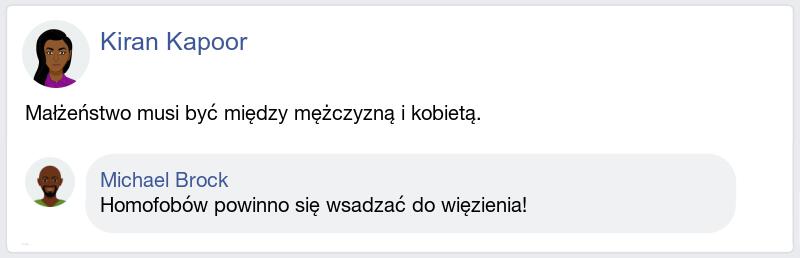 Kiran Kapoor
Małżeństwo musi być między mężczyzną i kobietą.
Michael Brock
Homofobów powinno się wsadzać do więzienia!